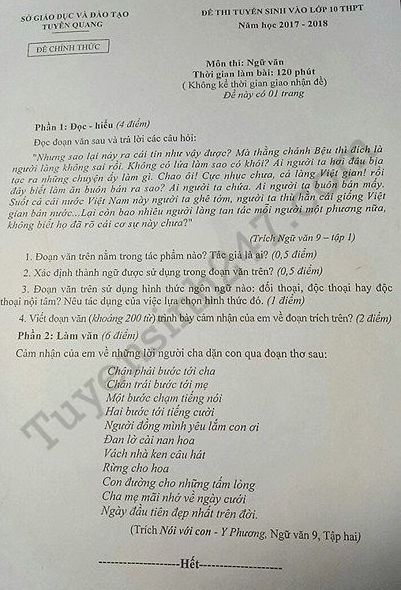 SỞ GIÁO DỤC VÀ ĐÀO TẠO
TUYÊN QUANG
ĐỀ CHÍNH THỨC
ĐỀ THI TUYỂN SINH VÀO LỚP 10 THPT
Năm học 2017 - 2018
Môn thi: Ngữ văn
Thời gian làm bài: 120 phút
( Không kể thời gian giao nhận đề)
Đề này có 01 trang
Phần 1: Đọc - hiểu (4 điểm)
Đọc đoạn văn sau và trả lời các câu hỏi:
"Nhưng sao lại nảy ra cái tin như vậy được? Mà thằng chánh Bệu thì đích là
người làng không sai rồi. Không có lửa làm sao có khói? Ai người ta hơi đâu bịa
tạc ra những chuyện ấy làm gì. Chao ôi! Cực nhục chưa, cả làng Việt gian! rồi
đây biết làm ăn buôn bán ra sao? Ai người ta chứa. Ai người ta buôn bán mấy.
Suốt cả cái nước Việt Nam này người ta ghê tởm, người ta thù hằn cái giống Việt
gian bán nước...Lại còn bao nhiêu người làng tan tác mỗi người một phương nữa,
không biết họ đã rõ cái cơ sự này chưa?"
(Trích Ngữ văn 9 – tập 1)
1. Đoạn văn trên nằm trong tác phẩm nào? Tác giả là ai? (0,5 điểm)
2. Xác định thành ngữ được sử dụng trong đoạn văn trên? (0,5 điểm)
3. Đoạn văn trên sử dụng hình thức ngôn ngữ nào: đối thoại, độc thoại hay độc
thoại nội tâm? Nêu tác dụng của việc lựa chọn hình thức đó. (1 điểm)
4. Viết đoạn văn (khoảng 200 từ) trình bày cảm nhận của em về đoạn trích trên? (2 điểm)
Phần 2: Làm văn (6 điểm)
Cảm nhận của em về những lời người cha dặn con qua đoạn thơ sau:
Chân phải bước tới cha
Chân trái bước tới mẹ
Một bước chạm tiếng nói
Hai bước tới tiếng cười
Người đồng mình yêu lắm con ơi
Đan lờ cài nan hoa
Vách nhà ken câu hát
Rừng cho hoa
Con đường cho những tấm lòng
Cha mẹ mãi nhớ về ngày cưới
Ngày đầu tiên đẹp nhất trên đời.
(Trích Nói với con - Y Phương, Ngữ văn 9, Tập hai)
-------------------Hết-------------------
Tuyensinh247.com